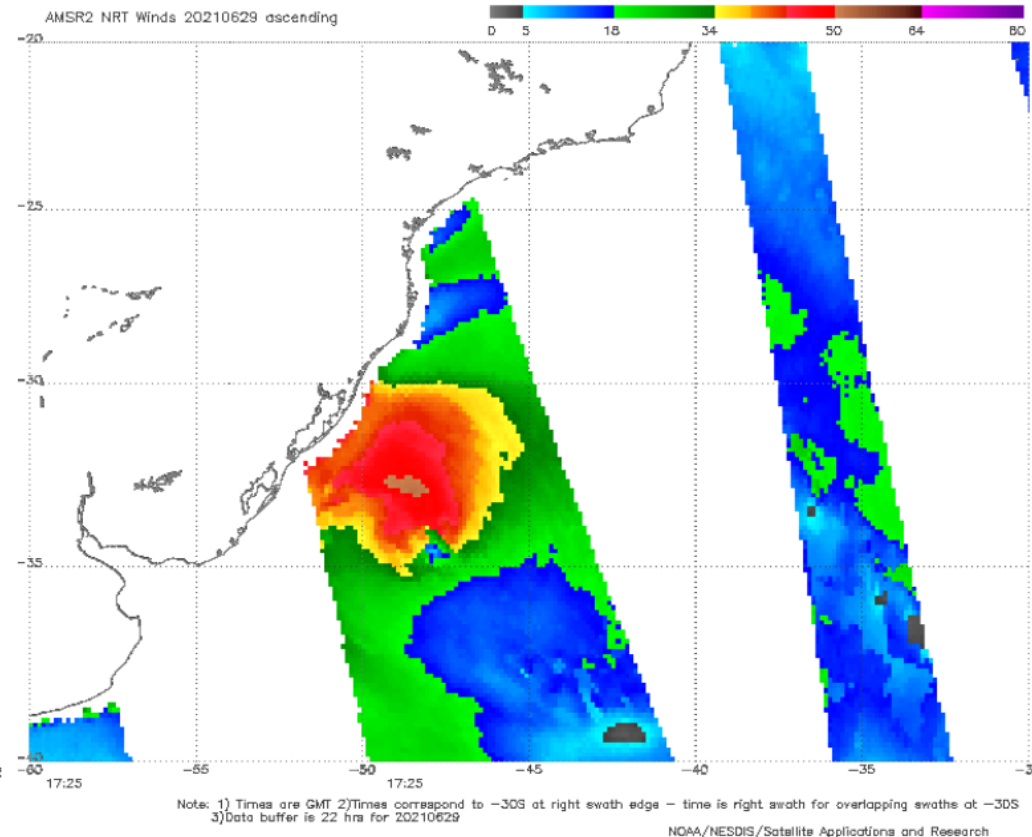 AMSR2 NRT Winds 20210629 ascending
0 5 18 34 50 64 80
-20
-25
-30
-35
-40
-60 -55 -50 -45 -40 -35 -3
17:25 17:25
Note: 1) Times are GMT 2)Times correspond to -30S at right swath edge - time is right swath for overlapping swaths at -30S
3)Data buffer is 22 hrs for 20210629
NOAA/NESDIS/Satellite Applications and Research